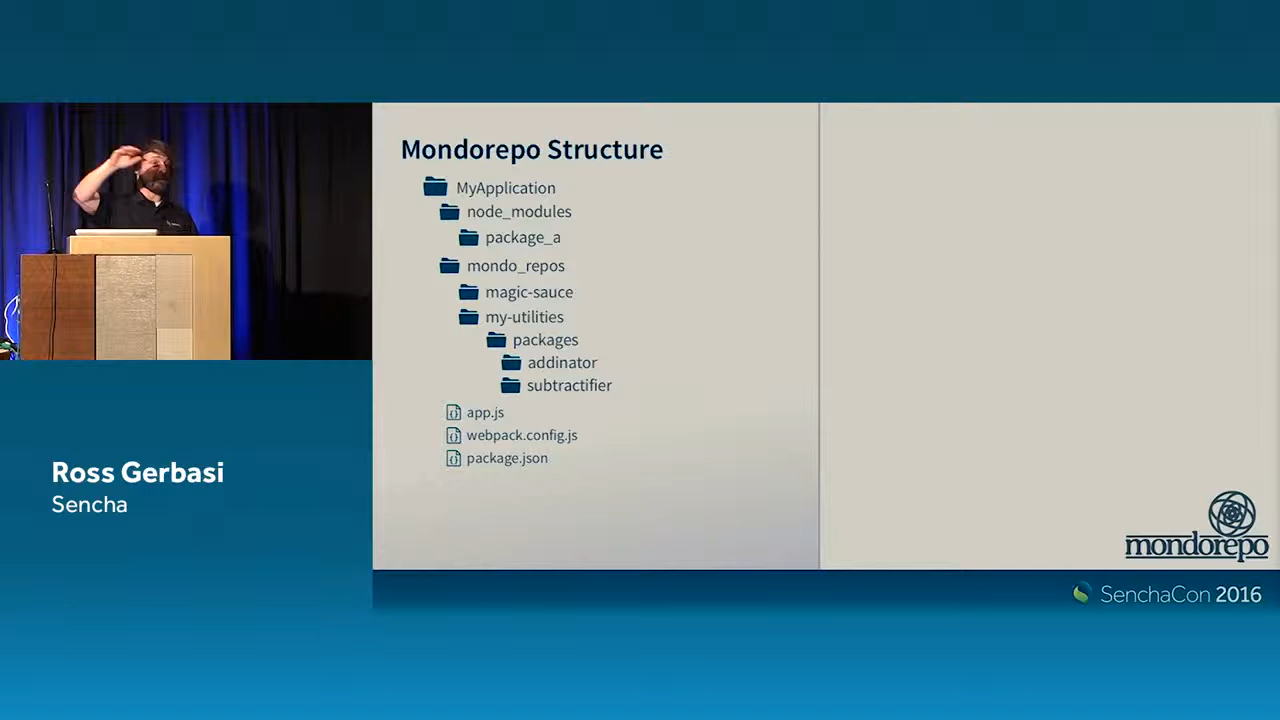 Mondorepo Structure
MyApplication
node_modules
package_a
mondo_repos
magic-sauce
my-utilities
packages
addinator
subtractifier
app.js
webpack.config.js
package.json
Ross Gerbasi
Sencha
mondorepo
SenchaCon 2016